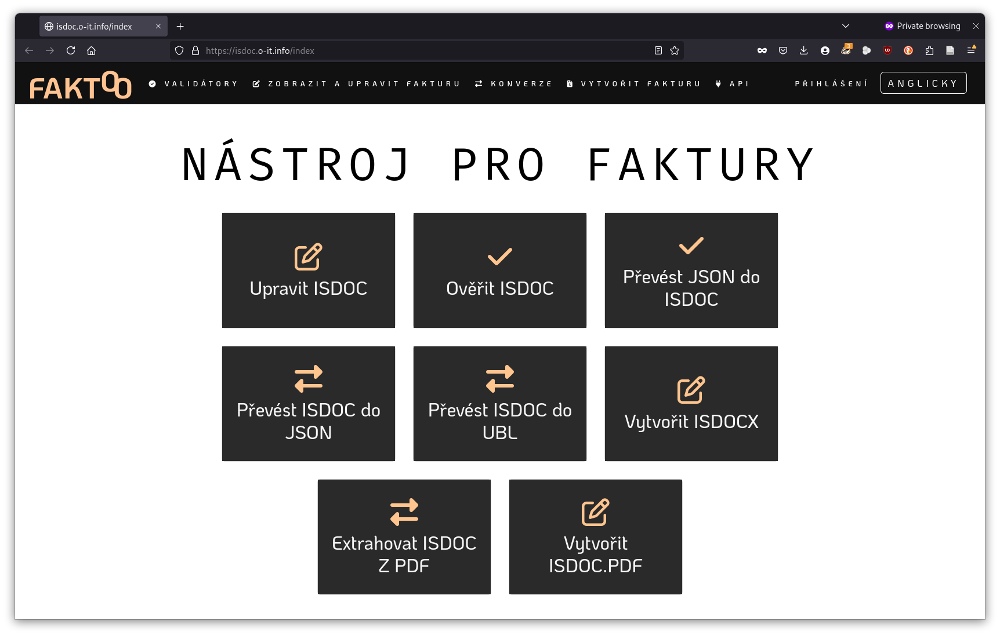 isdoc.o-it.info/index
Private browsing
https://isdoc.o-it.info/index
3
FAKTOO
VALIDÁTORY
ZOBRAZIT A UPRAVIT FAKTURU
KONVERZE
VYTVOŘIT FAKTURU
API
PŘIHLÁŠENÍ
ANGLICKY
NÁSTROJ PRO FAKTURY
Upravit ISDOC
Ověřit ISDOC
Převést JSON do
ISDOC
Převést ISDOC do
JSON
Převést ISDOC do
UBL
Vytvořit ISDOCX
Extrahovat ISDOC
Z PDF
Vytvořit
ISDOC.PDF